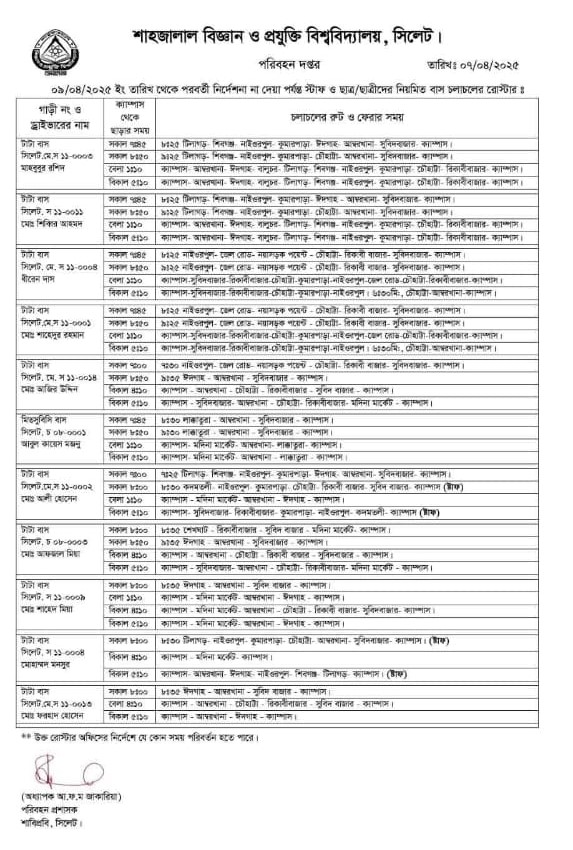 শাহজালাল বিজ্ঞান ও প্রযুক্তি বিশ্ববিদ্যালয়, সিলেট।
পরিবহন দপ্তর
তারিখঃ ০৭/০৪/২০২৫
০৯/০৪/২০২৫ ইং তারিখ থেকে পরবর্তী নির্দেশনা না দেয়া পর্যন্ত স্টাফ ও ছাত্র/ছাত্রীদের নিয়মিত বাস চলাচলের রোস্টার ঃ
গাড়ী নং ও ড্রাইভারের নাম
ক্যাম্পাস থেকে ছাড়ার সময়
চলাচলের রুট ও ফেরার সময়
টাটা বাস
সিলেট,মে,স ১১-০০০৩
মাহবুবুর রশিদ
সকাল ৭ঃ৪৫ ৮ঃ২৫ টিলাগড়- শিবগঞ্জ- নাইওরপুল- কুমারপাড়া- ঈদগাহ- আম্বরখানা- সুবিদবাজার- ক্যাম্পাস।
সকাল ৮ঃ৫০ ৯ঃ২৫ টিলাগড়- শিবগঞ্জ- নাইওরপুল- কুমারপাড়া- চৌহাট্টা- আম্বরখানা- সুবিদবাজার- ক্যাম্পাস।
বেলা ১ঃ১০ ক্যাম্পাস- আম্বরখানা- ঈদগাহ- বালুচর- টিলাগড়- শিবগঞ্জ- নাইওরপুল- কুমারপাড়া- চৌহাট্টা- রিকাবীবাজার-ক্যাম্পাস।
বিকাল ৫ঃ১০ ক্যাম্পাস- আম্বরখানা- ঈদগাহ- বালুচর- টিলাগড়- শিবগঞ্জ- নাইওরপুল- কুমারপাড়া- চৌহাট্টা- রিকাবীবাজার-ক্যাম্পাস।
টাটা বাস
সিলেট, স ১১-০০১১
মোঃ শিব্বির আহমদ
সকাল ৭ঃ৪৫ ৮ঃ২৫ টিলাগড়- শিবগঞ্জ- নাইওরপুল- কুমারপাড়া- ঈদগাহ- আম্বরখানা- সুবিদবাজার- ক্যাম্পাস।
সকাল ৮ঃ৫০ ৯ঃ২৫ টিলাগড়- শিবগঞ্জ- নাইওরপুল- কুমারপাড়া- চৌহাট্টা- আম্বরখানা- সুবিদবাজার- ক্যাম্পাস।
বেলা ১ঃ১০ ক্যাম্পাস- আম্বরখানা- ঈদগাহ- বালুচর- টিলাগড়- শিবগঞ্জ- নাইওরপুল- কুমারপাড়া- চৌহাট্টা- রিকাবীবাজার-ক্যাম্পাস।
বিকাল ৫ঃ১০ ক্যাম্পাস- আম্বরখানা- ঈদগাহ- বালুচর- টিলাগড়- শিবগঞ্জ- নাইওরপুল- কুমারপাড়া- চৌহাট্টা- রিকাবীবাজার-ক্যাম্পাস।
টাটা বাস
সিলেট, মে, স ১১-০০০৪
ধীরেন দাস
সকাল ৭ঃ৪৫ ৮ঃ২৫ নাইওরপুল- জেল রোড- নয়াসড়ক পয়েন্ট - চৌহাট্টা- রিকাবী বাজার- সুবিদবাজার- ক্যাম্পাস।
সকাল ৮ঃ৫০ ৯ঃ২৫ নাইওরপুল- জেল রোড- নয়াসড়ক পয়েন্ট - চৌহাট্টা- রিকাবী বাজার- সুবিদবাজার- ক্যাম্পাস।
বেলা ১ঃ১০ ক্যাম্পাস-সুবিদবাজার-রিকাবীবাজার-চৌহাট্টা-কুমারপাড়া-নাইওরপুল-জেল রোড-চৌহাট্টা-রিকাবীবাজার-ক্যাম্পাস।
বিকাল ৫ঃ১০ ক্যাম্পাস-সুবিদবাজার-রিকাবীবাজার-চৌহাট্টা-কুমারপাড়া-নাইওরপুল। ৬ঃ৩০মিঃ, চৌহাট্টা-আম্বরখানা-ক্যাম্পাস।
টাটা বাস
সিলেট,মে,স ১১-০০০১
মোঃ শাহেদুর রহমান
সকাল ৭ঃ৪৫ ৮ঃ২৫ নাইওরপুল- জেল রোড- নয়াসড়ক পয়েন্ট - চৌহাট্টা- রিকাবী বাজার- সুবিদবাজার- ক্যাম্পাস।
সকাল ৮ঃ৫০ ৯ঃ২৫ নাইওরপুল- জেল রোড- নয়াসড়ক পয়েন্ট - চৌহাট্টা- রিকাবী বাজার- সুবিদবাজার- ক্যাম্পাস।
বেলা ১ঃ১০ ক্যাম্পাস-সুবিদবাজার-রিকাবীবাজার-চৌহাট্টা-কুমারপাড়া-নাইওরপুল-জেল রোড-চৌহাট্টা-রিকাবীবাজার-ক্যাম্পাস।
বিকাল ৫ঃ১০ ক্যাম্পাস-সুবিদবাজার-রিকাবীবাজার-চৌহাট্টা-কুমারপাড়া-নাইওরপুল। ৬ঃ৩০মিঃ, চৌহাট্টা-আম্বরখানা-ক্যাম্পাস।
টাটা বাস
সিলেট, মে, স ১১-০০১৪
মোঃ আজির উদ্দিন
সকাল ৭ঃ০০ ৭ঃ৩০ নাইওরপুল- জেল রোড- নয়াসড়ক পয়েন্ট - চৌহাট্টা- রিকাবী বাজার- সুবিদবাজার- ক্যাম্পাস।
সকাল ৮ঃ৫০ ৯ঃ৩৫ ঈদগাহ - আম্বরখানা - সুবিদবাজার - ক্যাম্পাস।
বিকাল ৪ঃ১০ ক্যাম্পাস - আম্বরখানা - চৌহাট্টা - রিকাবীবাজার - সুবিদ বাজার - ক্যাম্পাস।
বিকাল ৫ঃ১০ ক্যাম্পাস - সুবিদবাজার- আম্বরখানা - চৌহাট্টা- রিকাবীবাজার- মদিনা মার্কেট- ক্যাম্পাস।
মিতসুবিসি বাস
সিলেট, চ ০৮-০০০১
আবুল কায়েস মজনু
সকাল ৭ঃ৪৫ ৮ঃ৩০ লাক্কাতুরা - আম্বরখানা - সুবিদবাজার - ক্যাম্পাস।
সকাল ৮ঃ৫০ ৯ঃ৩০ লাক্কাতুরা - আম্বরখানা - সুবিদবাজার - ক্যাম্পাস।
বেলা ১ঃ১০ ক্যাম্পাস- মদিনা মার্কেট- আম্বরখানা- লাক্কাতুরা- ক্যাম্পাস।
বিকাল ৫ঃ১০ ক্যাম্পাস- মদিনা মার্কেট- আম্বরখানা- লাক্কাতুরা- ক্যাম্পাস।
টাটা বাস
সিলেট,মে,স ১১-০০০২
মোঃ আলী হোসেন
সকাল ৭ঃ০০ ৭ঃ২৫ টিলাগড়- শিবগঞ্জ- নাইওরপুল- কুমারপাড়া- ঈদগাহ- আম্বরখানা- সুবিদবাজার- ক্যাম্পাস।
সকাল ৮ঃ০০ ৮ঃ৩০ কদমতলী- নাইওরপুল- কুমারপাড়া- চৌহাট্টা- রিকাবী বাজার- সুবিদ বাজার- ক্যাম্পাস (ষ্টাফ)
বেলা ১ঃ১০ ক্যাম্পাস - মদিনা মার্কেট- আম্বরখানা - ঈদগাহ - ক্যাম্পাস।
বিকাল ৫ঃ১০ ক্যাম্পাস- সুবিদবাজার- রিকাবীবাজার- কুমারপাড়া- নাইওরপুল- কদমতলী- ক্যাম্পাস (ষ্টাফ)
টাটা বাস
সিলেট, চ ০৮-০০০৩
মোঃ আফজাল মিয়া
সকাল ৮ঃ০০ ৮ঃ৩৫ শেখঘাট - রিকাবীবাজার - সুবিদ বাজার - মদিনা মার্কেট- ক্যাম্পাস।
সকাল ৮ঃ৫০ ৯ঃ৩৫ ঈদগাহ - আম্বরখানা - সুবিদবাজার - ক্যাম্পাস।
বিকাল ৪ঃ১০ ক্যাম্পাস - আম্বরখানা - চৌহাট্টা - রিকাবী বাজার - সুবিদবাজার - ক্যাম্পাস।
বিকাল ৫ঃ১০ ক্যাম্পাস - সুবিদবাজার- আম্বরখানা - চৌহাট্টা- রিকাবীবাজার- মদিনা মার্কেট- ক্যাম্পাস।
টাটা বাস
সিলেট, স ১১-০০০৯
মোঃ শাহেদ মিয়া
সকাল ৮ঃ০০ ৮ঃ৩৫ ঈদগাহ - আম্বরখানা - সুবিদ বাজার - ক্যাম্পাস।
বেলা ১ঃ১০ ক্যাম্পাস - মদিনা মার্কেট- আম্বরখানা - ঈদগাহ - ক্যাম্পাস।
বিকাল ৪ঃ১০ ক্যাম্পাস - মদিনা মার্কেট- আম্বরখানা - চৌহাট্টা - রিকাবী বাজার - সুবিদ বাজার - ক্যাম্পাস।
বিকাল ৫ঃ১০ ক্যাম্পাস - মদিনা মার্কেট- আম্বরখানা - ঈদগাহ - ক্যাম্পাস।
টাটা বাস
সিলেট, স ১১-০০০৪
মোহাম্মদ মনসুর
সকাল ৮ঃ০০ ৮ঃ৩০ টিলাগড়- নাইওরপুল- কুমারপাড়া- চৌহাট্টা- আম্বরখানা- সুবিদবাজার- ক্যাম্পাস। (ষ্টাফ)
বিকাল ৪ঃ১০ ক্যাম্পাস - মদিনা মার্কেট- ক্যাম্পাস।
বিকাল ৫ঃ১০ ক্যাম্পাস- আম্বরখানা- ঈদগাহ- নাইওরপুল- শিবগঞ্জ- টিলাগড়- ক্যাম্পাস। (ষ্টাফ)
টাটা বাস
সিলেট,মে,স ১১-০০১৩
মোঃ ফরহাদ হোসেন
সকাল ৮ঃ০০ ৮ঃ৩৫ ঈদগাহ - আম্বরখানা - সুবিদ বাজার - ক্যাম্পাস।
বেলা ৪ঃ১০ ক্যাম্পাস - আম্বরখানা - চৌহাট্টা - রিকাবীবাজার - সুবিদ বাজার - ক্যাম্পাস।
বিকাল ৫ঃ১০ ক্যাম্পাস - আম্বরখানা - ঈদগাহ - ক্যাম্পাস।
** উক্ত রোস্টার অফিসের নির্দেশে যে কোন সময় পরিবর্তন হতে পারে।
(অধ্যাপক আ.ফ.ম জাকারিয়া)
পরিবহন প্রশাসক
শাবিপ্রবি, সিলেট।